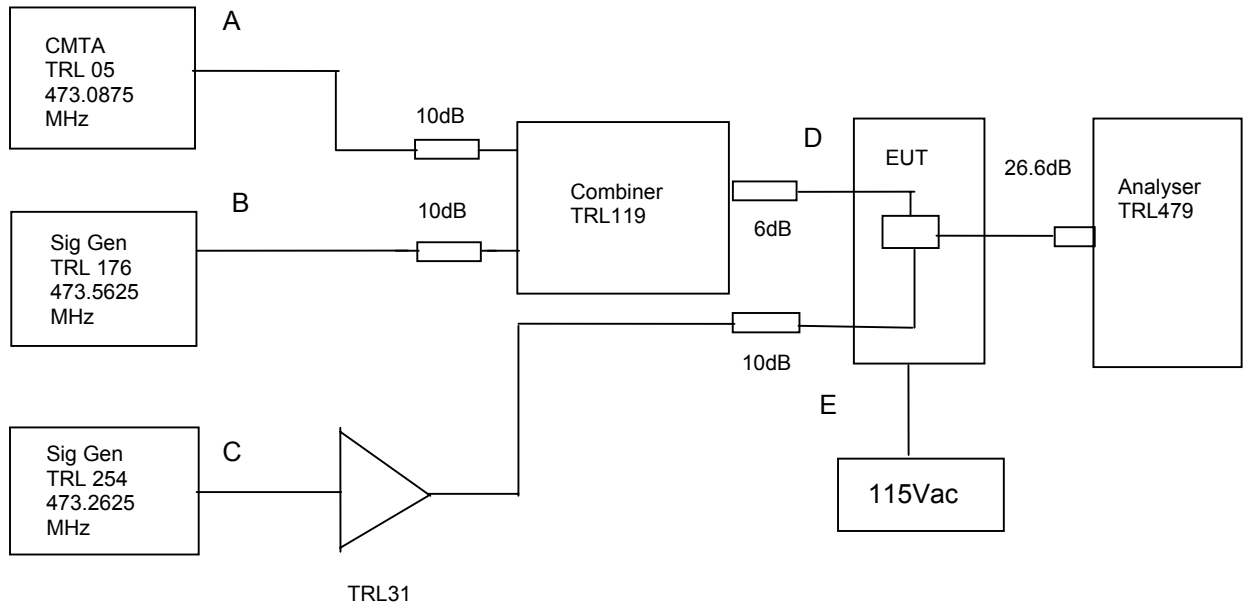 A
CMTA
TRL 05
473.0875
MHz
10dB
B
10dB
Sig Gen
TRL 176
473.5625
MHz
Combiner
TRL119
D
6dB
EUT
26.6dB
Analyser
TRL479
10dB
E
C
Sig Gen
TRL 254
473.2625
MHz
115Vac
TRL31